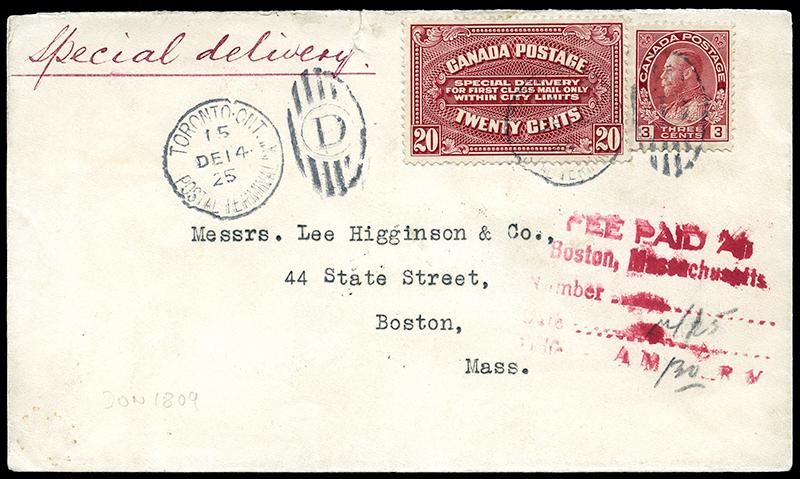 Special delivery.
CANADA POSTAGE
SPECIAL DELIVERY
FOR FIRST CLASS MAIL ONLY
WITHIN CITY LIMITS
TWENTY CENTS
20 20
CANADA POSTAGE
3 THREE CENTS 3
TORONTO·ONT.
15
DE 14
25
POSTAL TERMINAL A
D
Messrs. Lee Higginson & Co.,
44 State Street,
Boston,
Mass.
FEE PAID
Boston, Massachusetts
Number
DON 1809